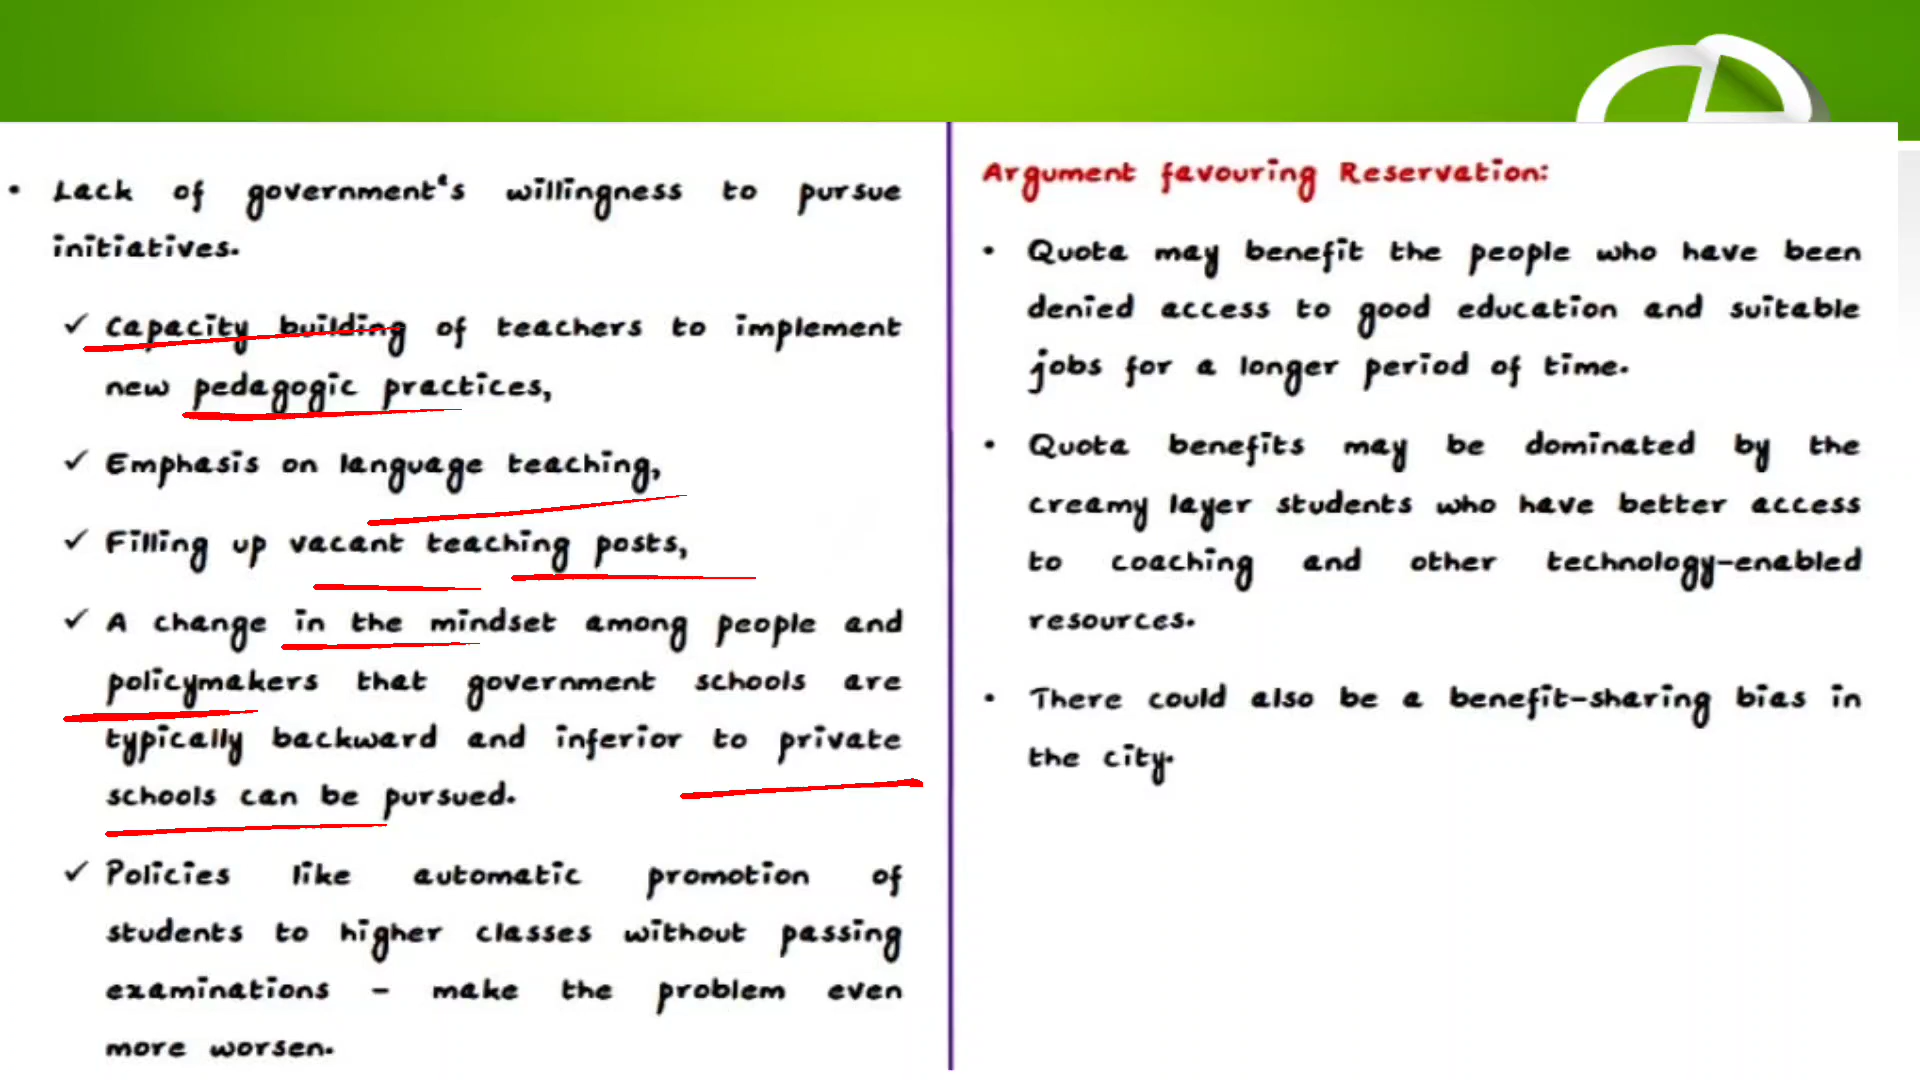 • Lack of government's willingness to pursue
initiatives.
✓ Capacity building of teachers to implement
new pedagogic practices,
✓ Emphasis on language teaching,
✓ Filling up vacant teaching posts,
✓ A change in the mindset among people and
policymakers that government schools are
typically backward and inferior to private
schools can be pursued.
✓ Policies like automatic promotion of
students to higher classes without passing
examinations – make the problem even
more worsen.
Argument favouring Reservation:
• Quota may benefit the people who have been
denied access to good education and suitable
jobs for a longer period of time.
• Quota benefits may be dominated by the
creamy layer students who have better access
to coaching and other technology-enabled
resources.
• There could also be a benefit-sharing bias in
the city.